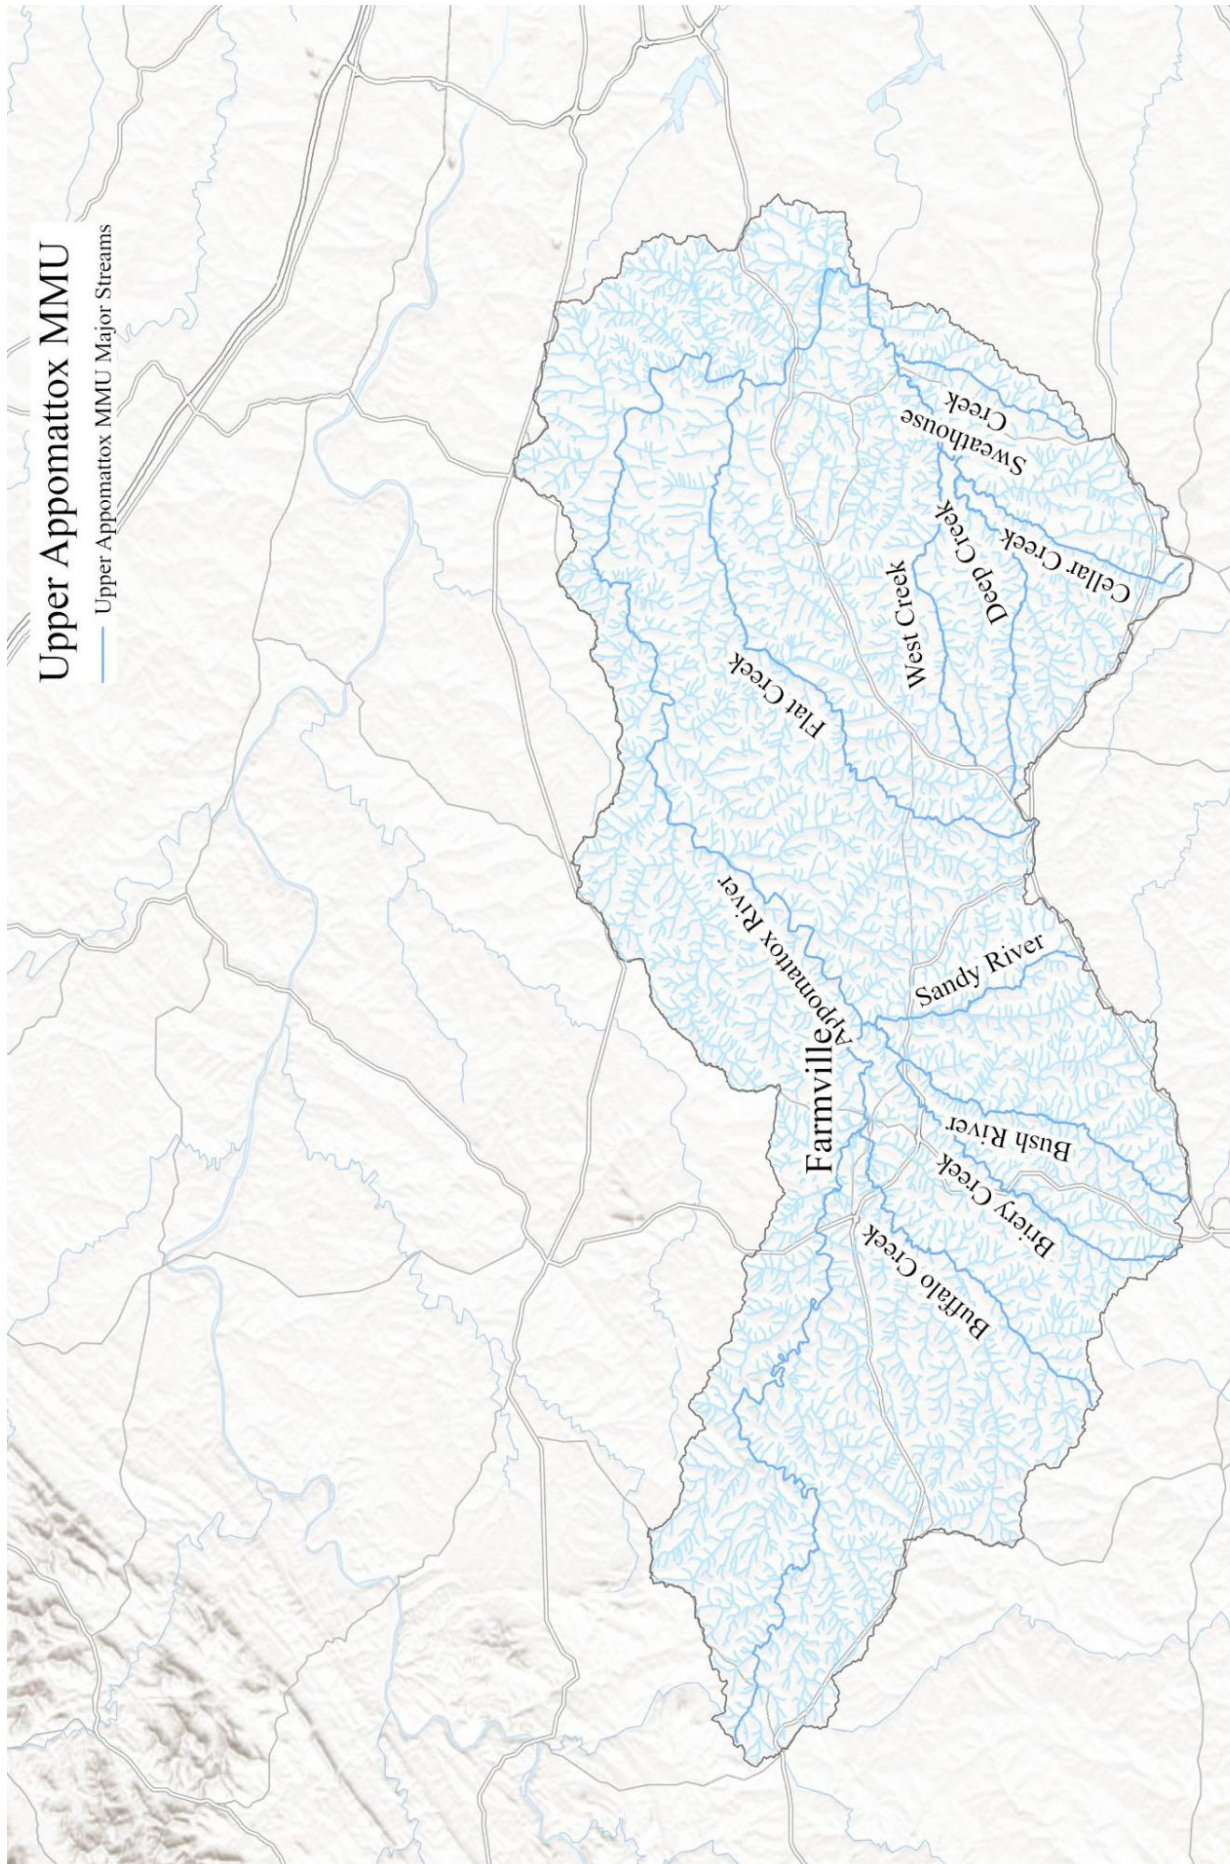 Upper Appomattox MMU
Upper Appomattox MMU Major Streams
Farmville
Appomattox River
Buffalo Creek
Briery Creek
Bush River
Sandy River
Flat Creek
West Creek
Deep Creek
Cellar Creek
Sweathouse
Creek